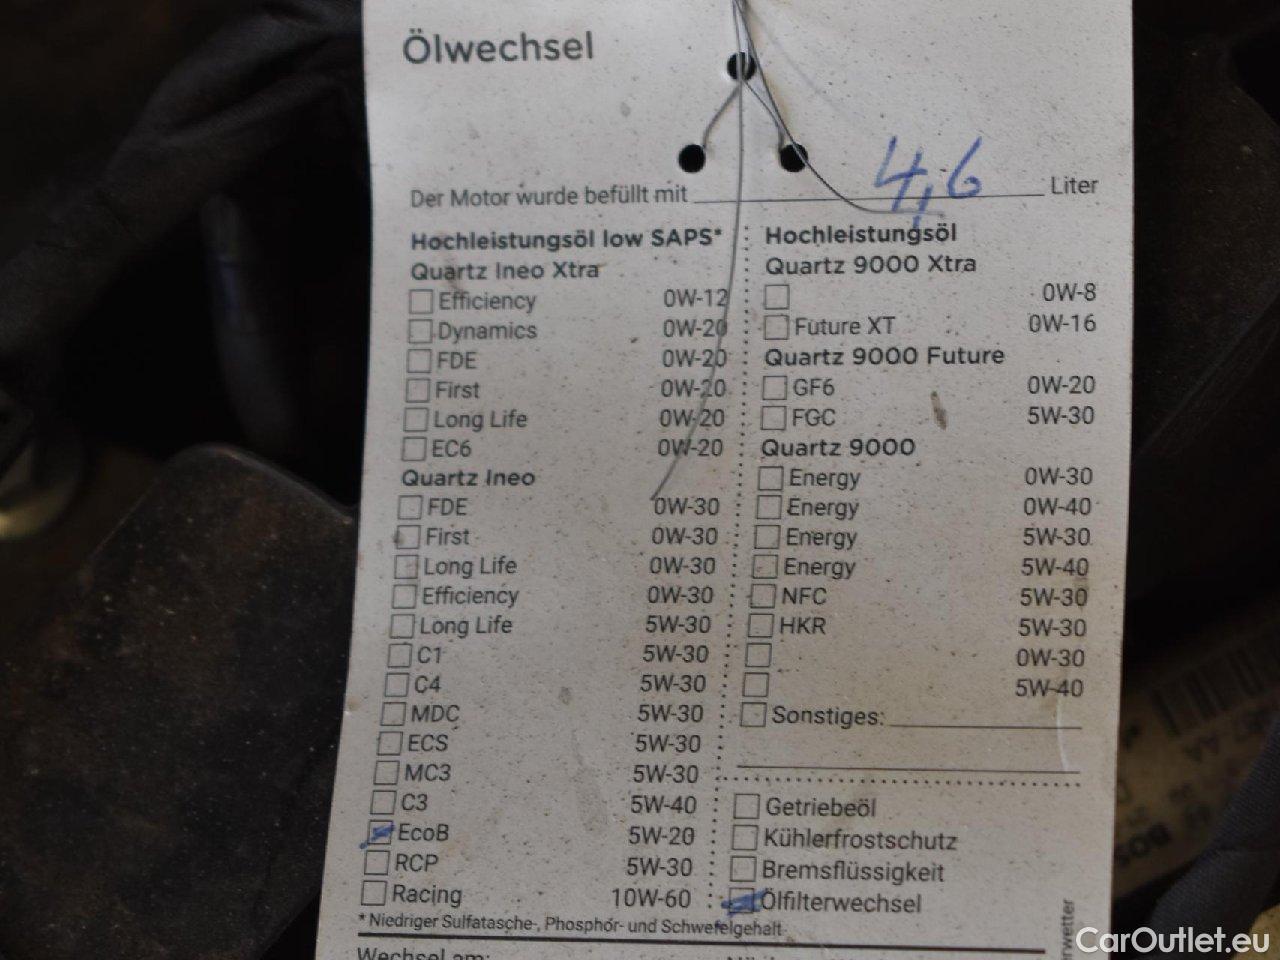 Ölwechsel
Der Motor wurde befüllt mit 4,6 Liter
Hochleistungsöl low SAPS*
Quartz Ineo Xtra
Efficiency 0W-12
Dynamics 0W-20
FDE 0W-20
First 0W-20
Long Life 0W-20
EC6 0W-20
Quartz Ineo
FDE 0W-30
First 0W-30
Long Life 0W-30
Efficiency 0W-30
Long Life 5W-30
C1 5W-30
C4 5W-30
MDC 5W-30
ECS 5W-30
MC3 5W-30
C3 5W-40
EcoB 5W-20
RCP 5W-30
Racing 10W-60
*Niedriger Sulfatasche-, Phosphor- und Schwefelgehalt
Wechsel am:
Hochleistungsöl
Quartz 9000 Xtra
0W-8
Future XT 0W-16
Quartz 9000 Future
GF6 0W-20
FGC 5W-30
Quartz 9000
Energy 0W-30
Energy 0W-40
Energy 5W-30
Energy 5W-40
NFC 5W-30
HKR 5W-30
0W-30
5W-40
Sonstiges:
Getriebeöl
Kühlerfrostschutz
Bremsflüssigkeit
Ölfilterwechsel
CarOutlet.eu